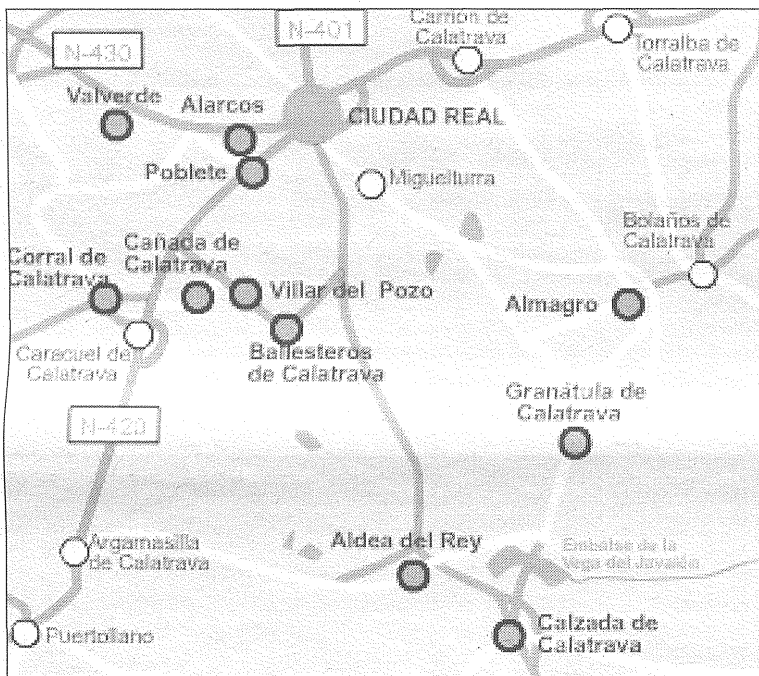 N-401
Carrión de
Calatrava
Torralba de
Calatrava
N-430
Valverde
Alarcos
CIUDAD REAL
Poblete
Miguelturra
Bolaños de
Calatrava
Corral de
Calatrava
Cañada de
Calatrava
Villar del Pozo
Almagro
Caracuel de
Calatrava
Ballesteros
de Calatrava
Granátula de
Calatrava
N-420
Argamasilla
de Calatrava
Aldea del Rey
Embalse de la
Vega del Javalón
Puertollano
Calzada de
Calatrava